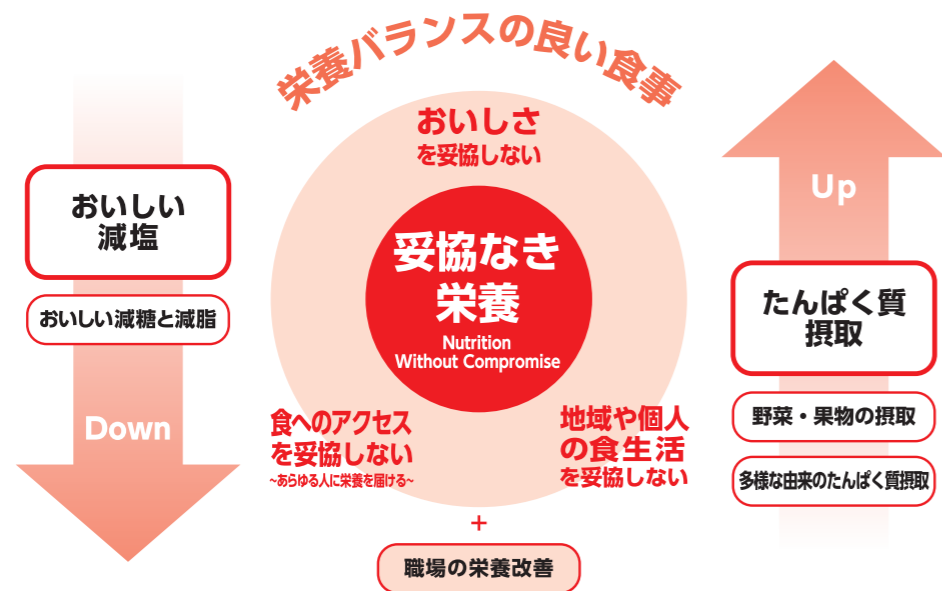 栄養バランスの良い食事
おいしい
減塩
おいしい減糖と減脂
Down
おいしさ
を妥協しない
妥協なき
栄養
Nutrition
Without Compromise
食へのアクセス
を妥協しない
~あらゆる人に栄養を届ける~
地域や個人
の食生活
を妥協しない
+
職場の栄養改善
Up
たんぱく質
摂取
野菜・果物の摂取
多様な由来のたんぱく質摂取